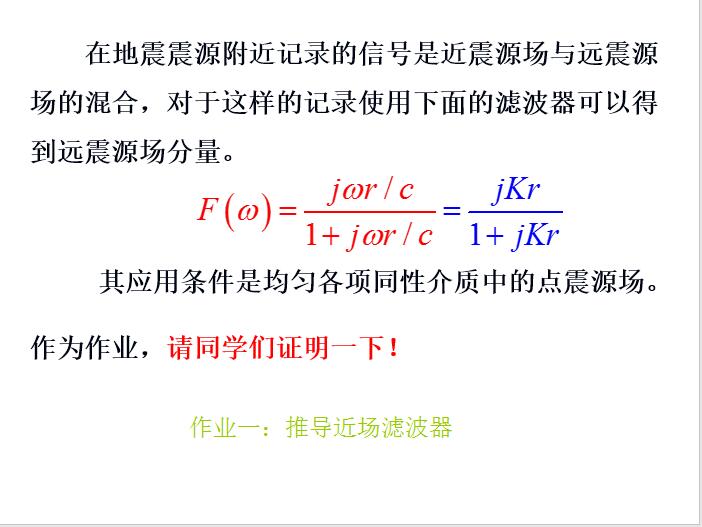 在地震震源附近记录的信号是近震源场与远震源
场的混合，对于这样的记录使用下面的滤波器可以得
到远震源场分量。
F(ω) = (jωr / c) / (1 + jωr / c) = jKr / (1 + jKr)
其应用条件是均匀各项同性介质中的点震源场。
作为作业，请同学们证明一下！
作业一：推导近场滤波器